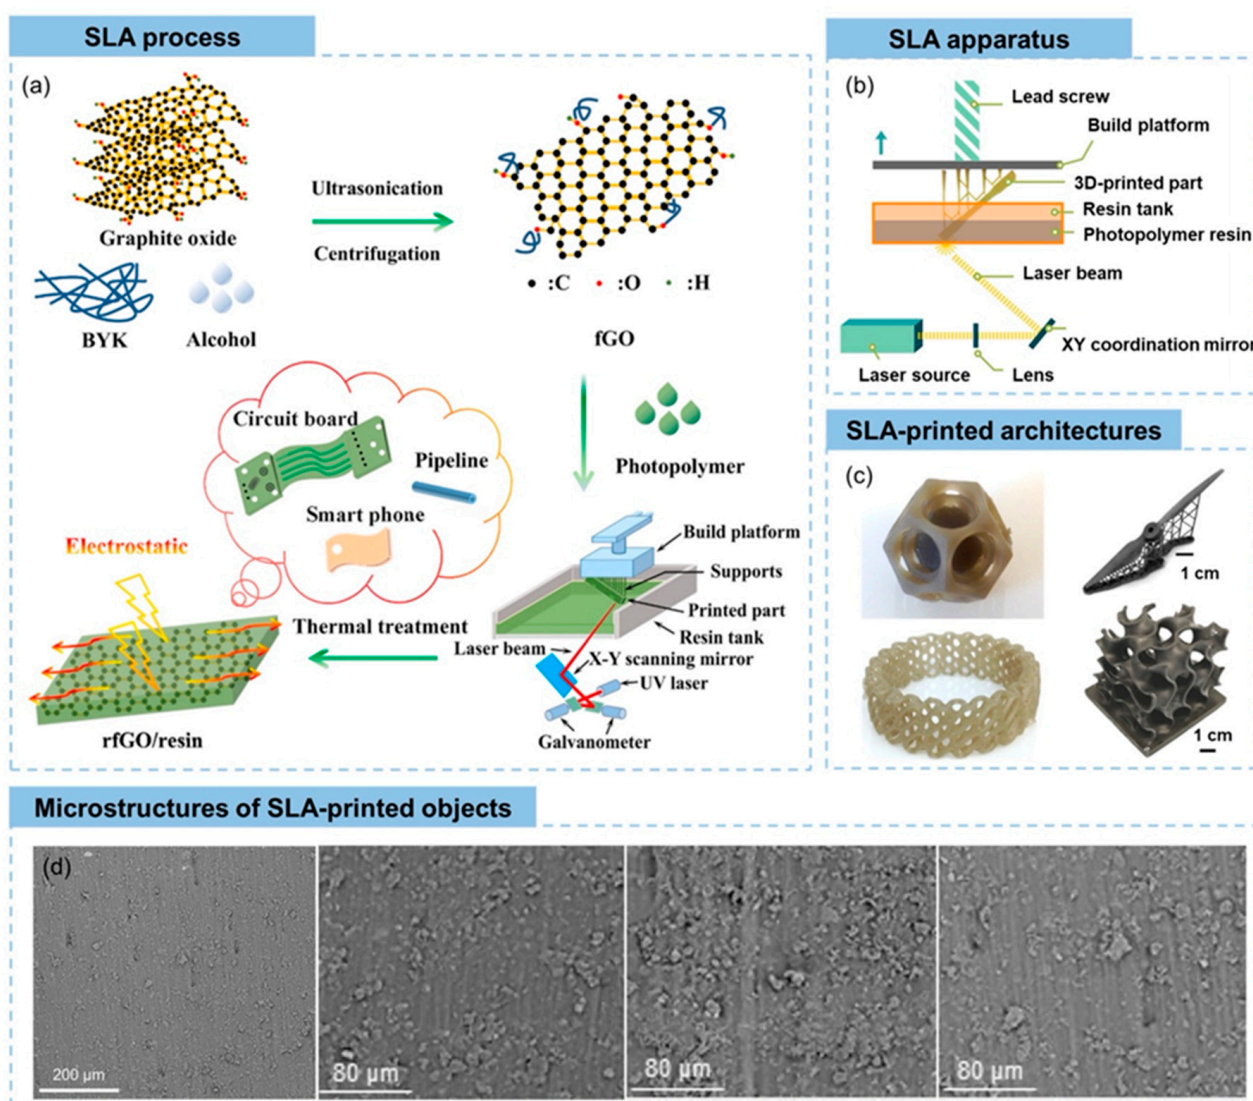 SLA process
(a)
Graphite oxide
BYK
Alcohol
Ultrasonication
Centrifugation
:C :O :H
fGO
Photopolymer
Circuit board
Pipeline
Smart phone
Electrostatic
Thermal treatment
rfGO/resin
Build platform
Supports
Printed part
Resin tank
Laser beam
X-Y scanning mirror
UV laser
Galvanometer
SLA apparatus
(b)
Lead screw
Build platform
3D-printed part
Resin tank
Photopolymer resin
Laser beam
XY coordination mirror
Laser source
Lens
SLA-printed architectures
(c)
1 cm
1 cm
Microstructures of SLA-printed objects
(d)
200 µm
80 µm
80 µm
80 µm